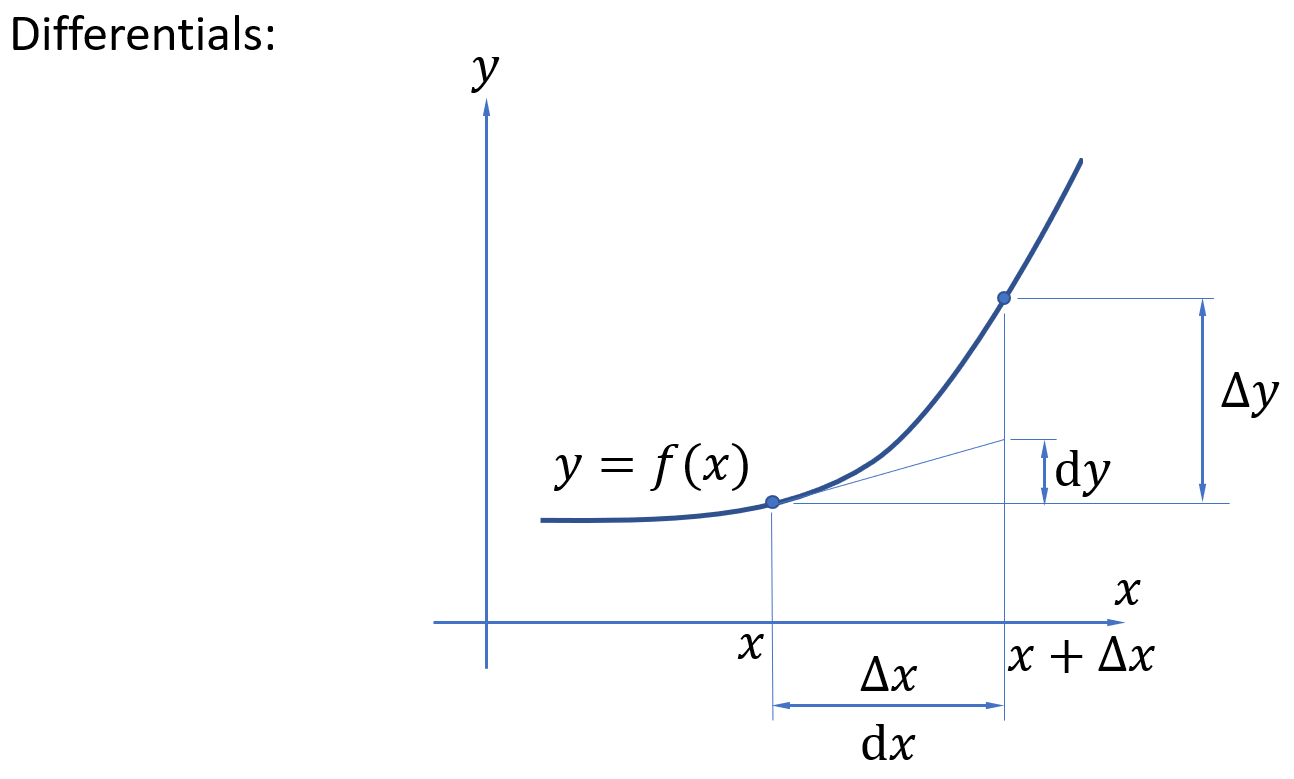 Differentials:
y
y = f(x)
Δy
dy
x
x
x + Δx
Δx
dx